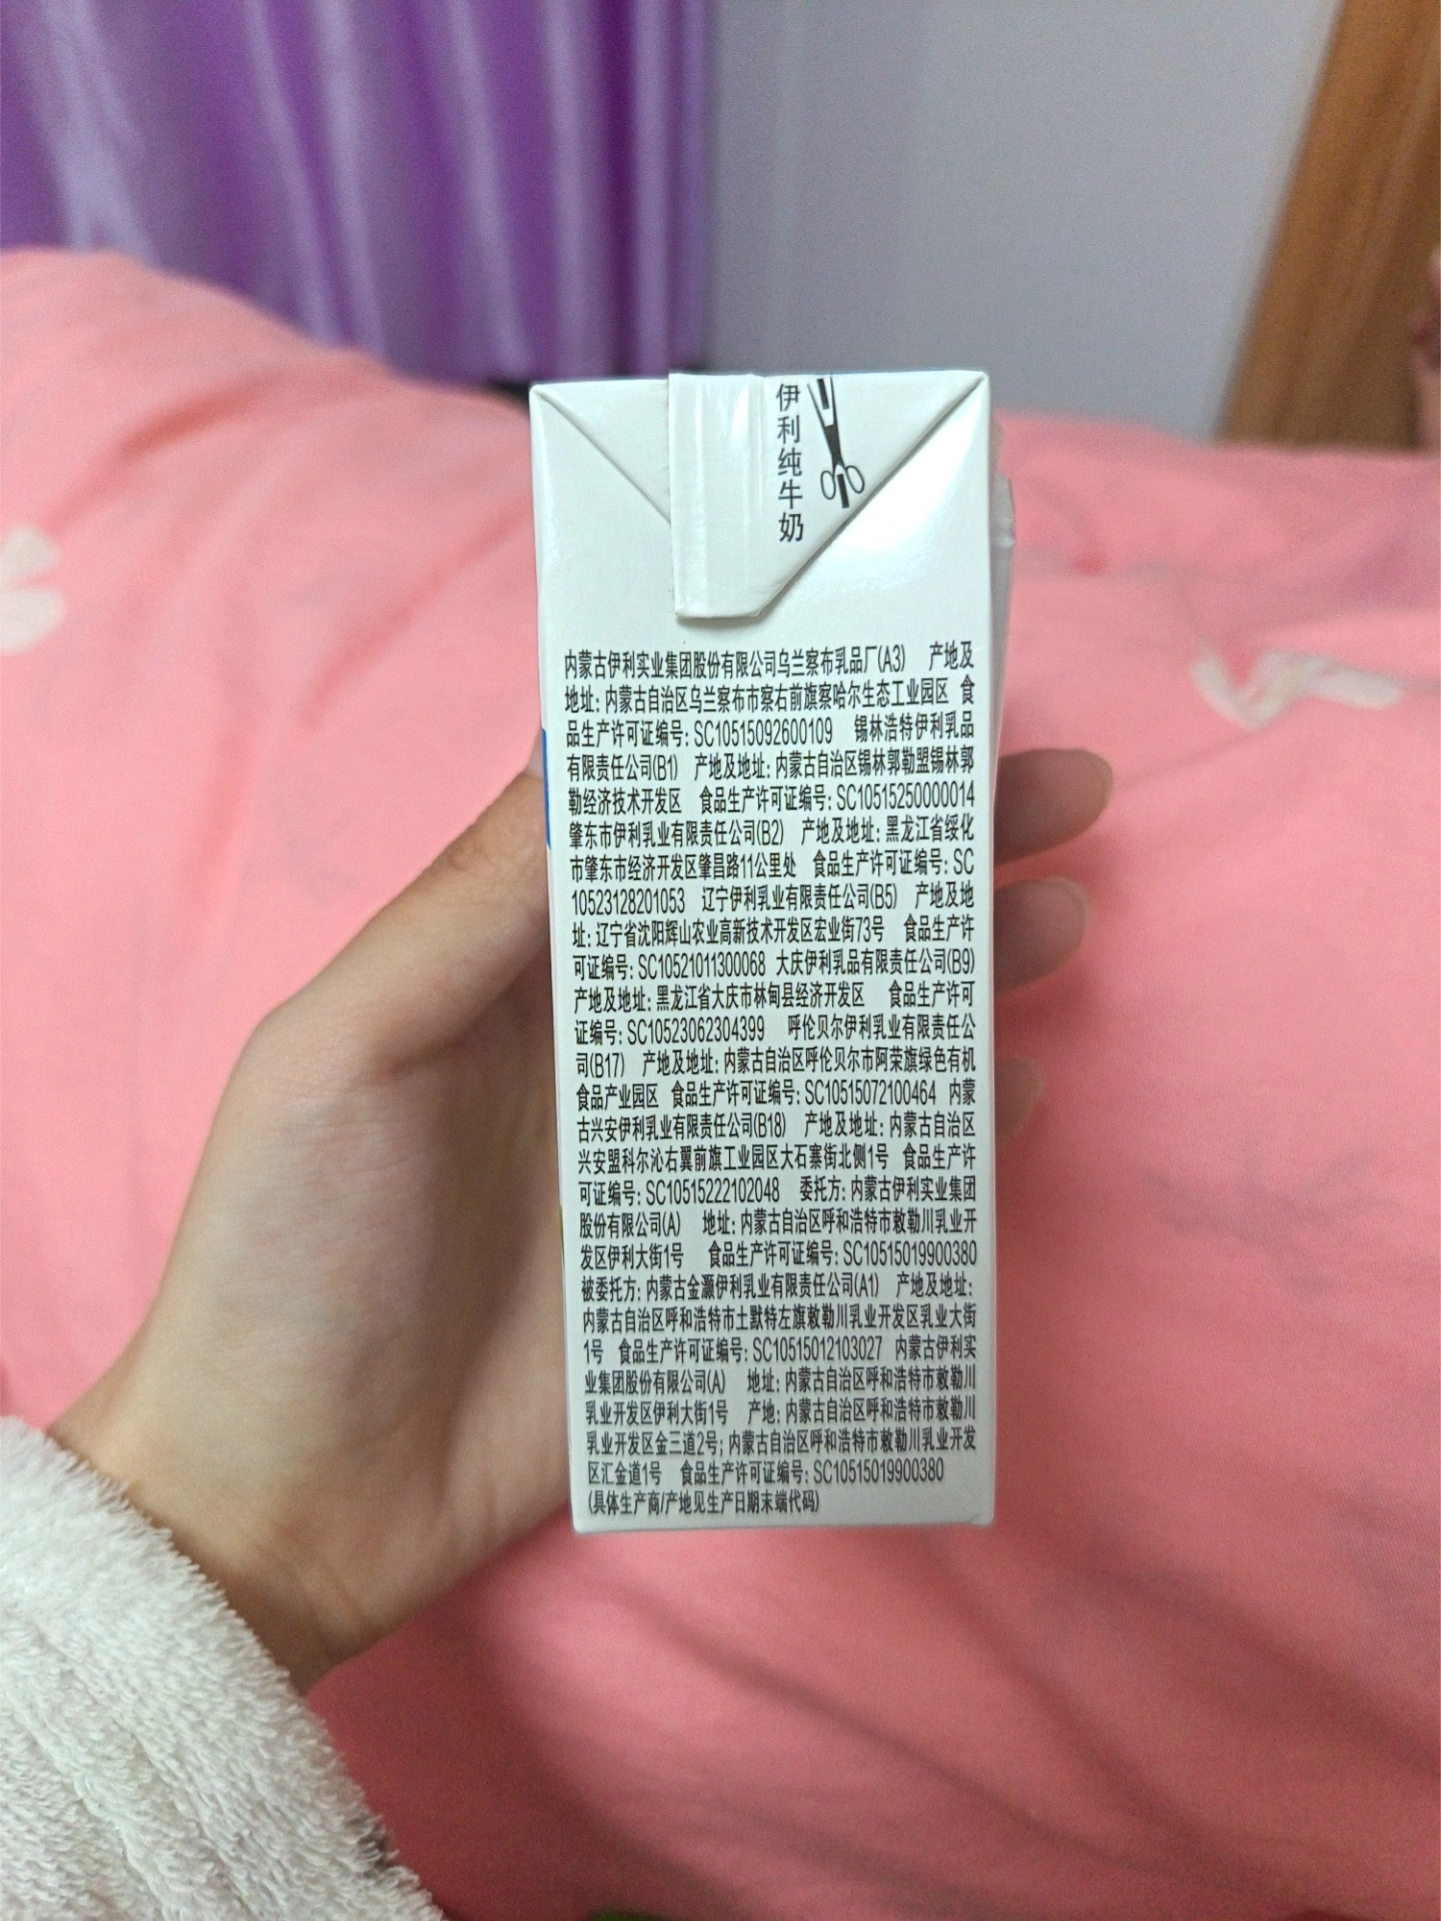 伊利纯牛奶
内蒙古伊利实业集团股份有限公司乌兰察布乳品厂(A3) 产地及
地址: 内蒙古自治区乌兰察布市察右前旗察哈尔生态工业园区 食
品生产许可证编号: SC10515092600109 锡林浩特伊利乳品
有限责任公司(B1) 产地及地址: 内蒙古自治区锡林郭勒盟锡林郭
勒经济技术开发区 食品生产许可证编号: SC10515250000014
肇东市伊利乳业有限责任公司(B2) 产地及地址: 黑龙江省绥化
市肇东市经济开发区肇昌路11公里处 食品生产许可证编号: SC
10523128201053 辽宁伊利乳业有限责任公司(B5) 产地及地
址: 辽宁省沈阳辉山农业高新技术开发区宏业街73号 食品生产许
可证编号: SC10521011300068 大庆伊利乳品有限责任公司(B9)
产地及地址: 黑龙江省大庆市林甸县经济开发区 食品生产许可
证编号: SC10523062304399 呼伦贝尔伊利乳业有限责任公
司(B17) 产地及地址: 内蒙古自治区呼伦贝尔市阿荣旗绿色有机
食品产业园区 食品生产许可证编号: SC10515072100464 内蒙
古兴安伊利乳业有限责任公司(B18) 产地及地址: 内蒙古自治区
兴安盟科尔沁右翼前旗工业园区大石寨街北侧1号 食品生产许
可证编号: SC10515222102048 委托方: 内蒙古伊利实业集团
股份有限公司(A) 地址: 内蒙古自治区呼和浩特市敕勒川乳业开
发区伊利大街1号 食品生产许可证编号: SC10515019900380
被委托方: 内蒙古金灏伊利乳业有限责任公司(A1) 产地及地址:
内蒙古自治区呼和浩特市土默特左旗敕勒川乳业开发区乳业大街
1号 食品生产许可证编号: SC10515012103027 内蒙古伊利实
业集团股份有限公司(A) 地址: 内蒙古自治区呼和浩特市敕勒川
乳业开发区伊利大街1号 产地: 内蒙古自治区呼和浩特市敕勒川
乳业开发区金三道2号; 内蒙古自治区呼和浩特市敕勒川乳业开发
区汇金道1号 食品生产许可证编号: SC10515019900380
(具体生产商/产地见生产日期末端代码)